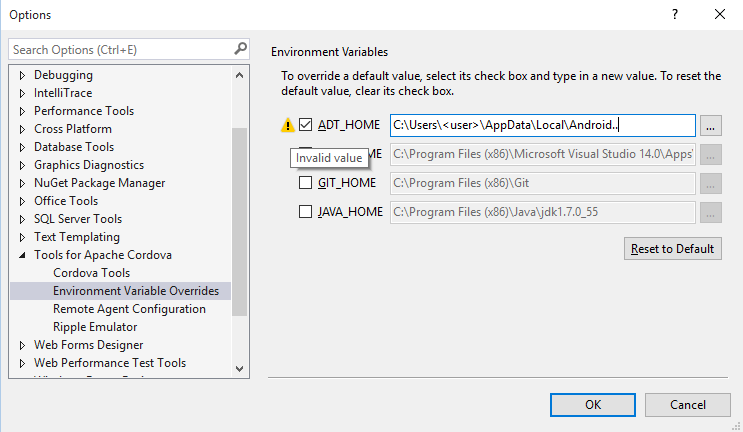 Options
Search Options (Ctrl+E)
Debugging
IntelliTrace
Performance Tools
Cross Platform
Database Tools
Graphics Diagnostics
NuGet Package Manager
Office Tools
SQL Server Tools
Text Templating
Tools for Apache Cordova
Cordova Tools
Environment Variable Overrides
Remote Agent Configuration
Ripple Emulator
Web Forms Designer
Web Performance Test Tools
Environment Variables
To override a default value, select its check box and type in a new value. To reset the
default value, clear its check box.
ADT_HOME C:\Users\<user>\AppData\Local\Android.. ...
Invalid value OME C:\Program Files (x86)\Microsoft Visual Studio 14.0\Apps\ ...
GIT_HOME C:\Program Files (x86)\Git ...
JAVA_HOME C:\Program Files (x86)\Java\jdk1.7.0_55 ...
Reset to Default
OK Cancel